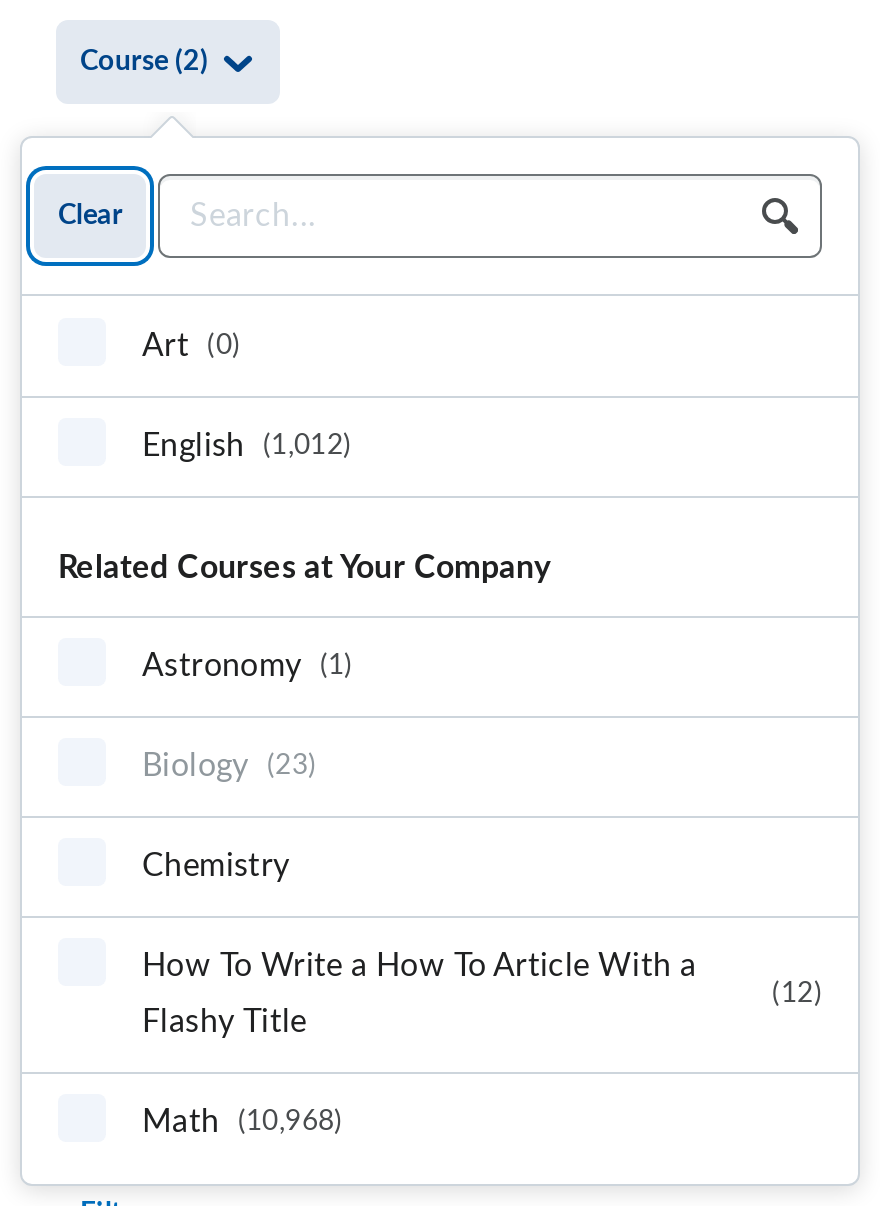 Course (2)
Clear
Search...
Art (0)
English (1,012)
Related Courses at Your Company
Astronomy (1)
Biology (23)
Chemistry
How To Write a How To Article With a
Flashy Title
(12)
Math (10,968)